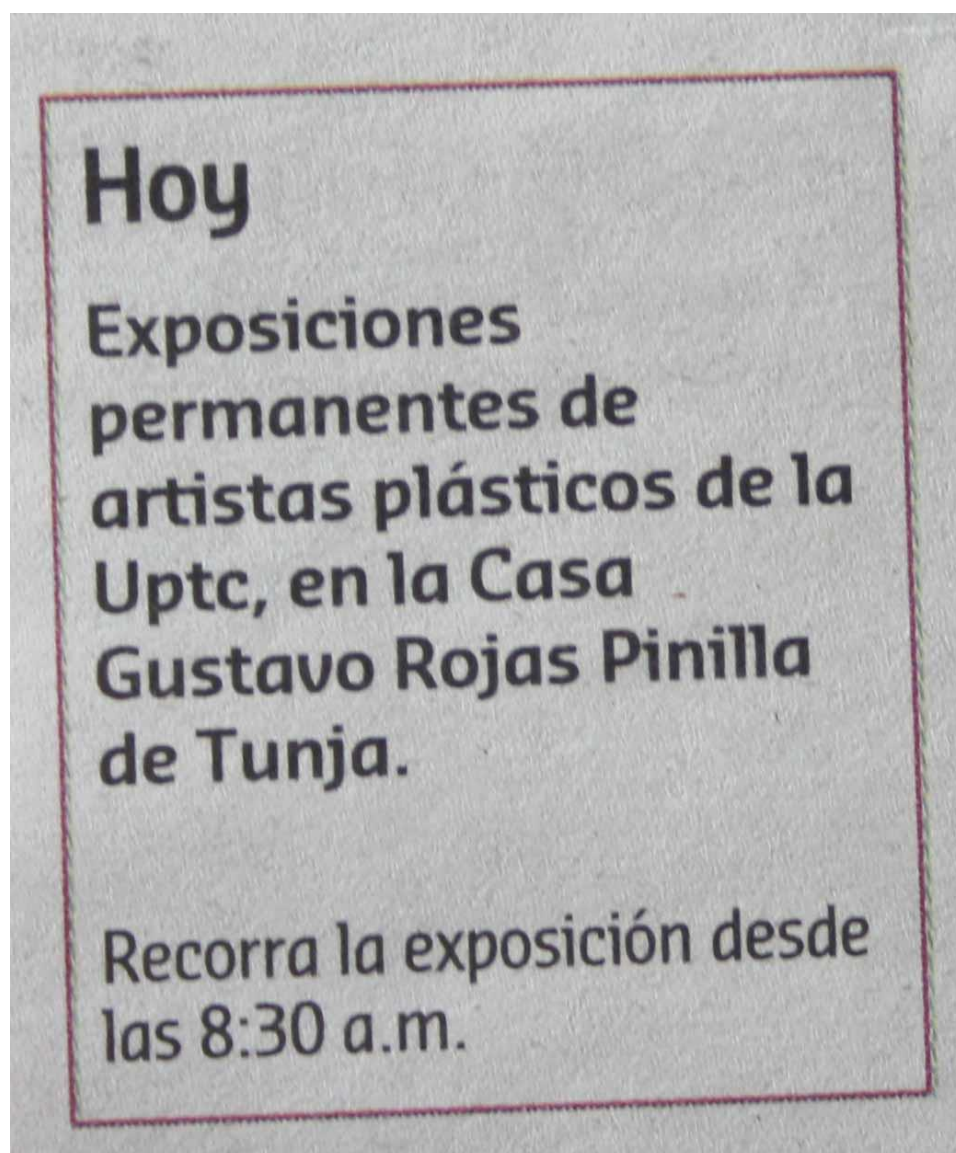 Hoy
Exposiciones
permanentes de
artistas plásticos de la
Uptc, en la Casa
Gustavo Rojas Pinilla
de Tunja.
Recorra la exposición desde
las 8:30 a.m.